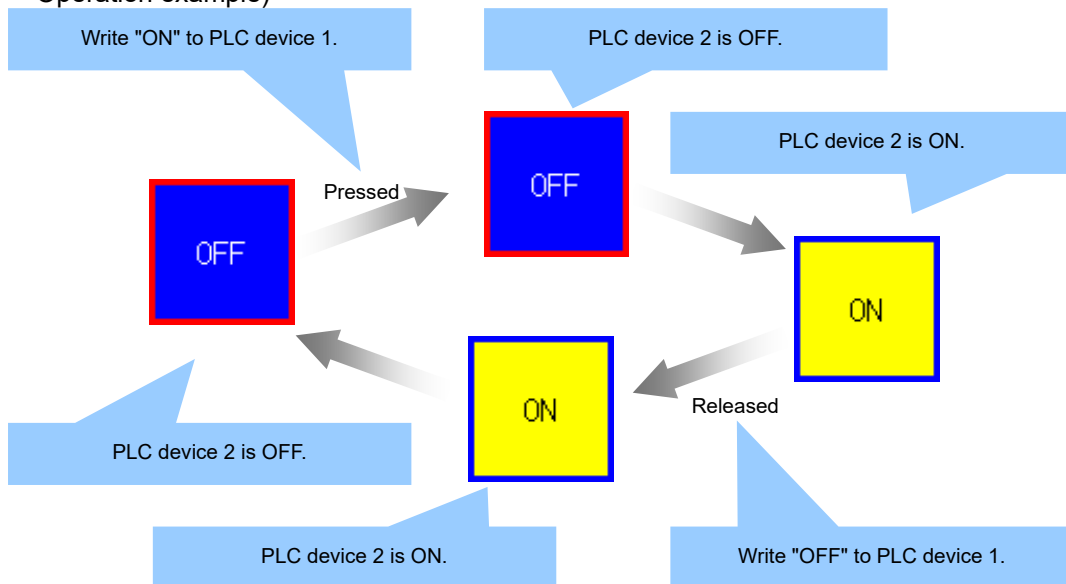 Operation example)
Write "ON" to PLC device 1.
PLC device 2 is OFF.
PLC device 2 is ON.
Pressed
OFF
OFF
ON
ON
Released
PLC device 2 is OFF.
PLC device 2 is ON.
Write "OFF" to PLC device 1.